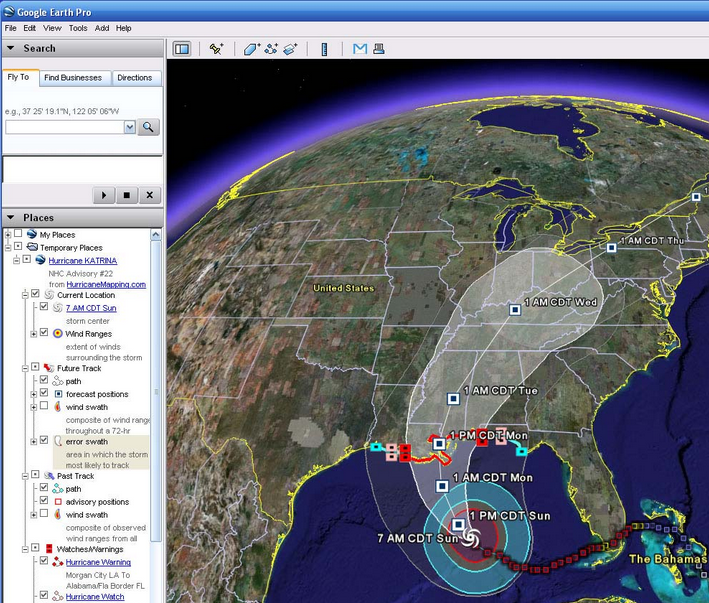 Google Earth Pro
File Edit View Tools Add Help
Search
Fly To Find Businesses Directions
e.g., 37 25' 19.1"N, 122 05' 06"W
Places
My Places
Temporary Places
Hurricane KATRINA
NHC Advisory #22
from HurricaneMapping.com
Current Location
7 AM CDT Sun
storm center
Wind Ranges
extent of winds
surrounding the storm
Future Track
path
forecast positions
wind swath
composite of wind range
throughout a 72-hr
error swath
area in which the storm
most likely to track
Past Track
path
advisory positions
wind swath
composite of observed
wind ranges from all
Watches/Warnings
Hurricane Warning
Morgan City LA To
Alabama/Fla Border FL
Hurricane Watch
1
1 AM CDT Thu
United States
1 AM CDT Wed
1 AM CDT Tue
1 PM CDT Mon
1 AM CDT Mon
1 PM CDT Sun
7 AM CDT Sun
The Bahamas